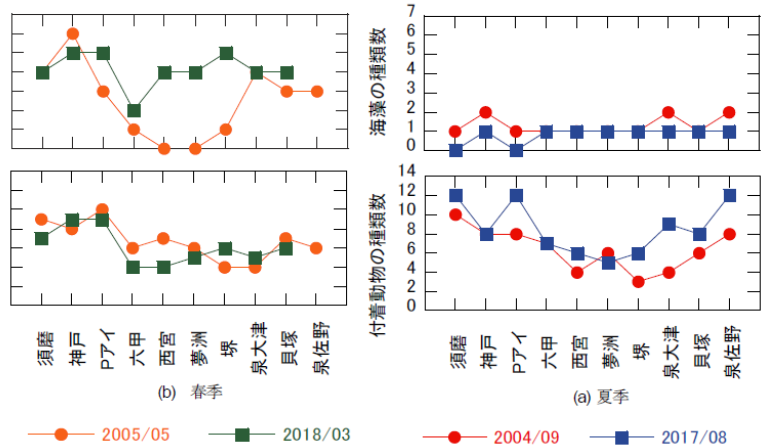 須磨
神戸
Pアイ
六甲
西宮
夢洲
堺
泉大津
貝塚
泉佐野
(b) 春季
2005/05
2018/03
海藻の種類数
7
6
5
4
3
2
1
0
付着動物の種類数
14
12
10
8
6
4
2
0
須磨
神戸
Pアイ
六甲
西宮
夢洲
堺
泉大津
貝塚
泉佐野
(a) 夏季
2004/09
2017/08